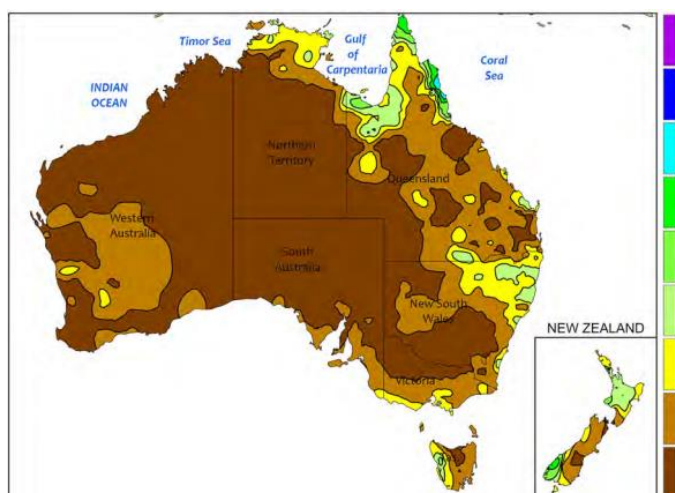 Timor Sea
Gulf
of
Carpentaria
Coral
Sea
INDIAN
OCEAN
Northern
Territory
Queensland
Western
Australia
South
Australia
New South
Wales
NEW ZEALAND
Victoria